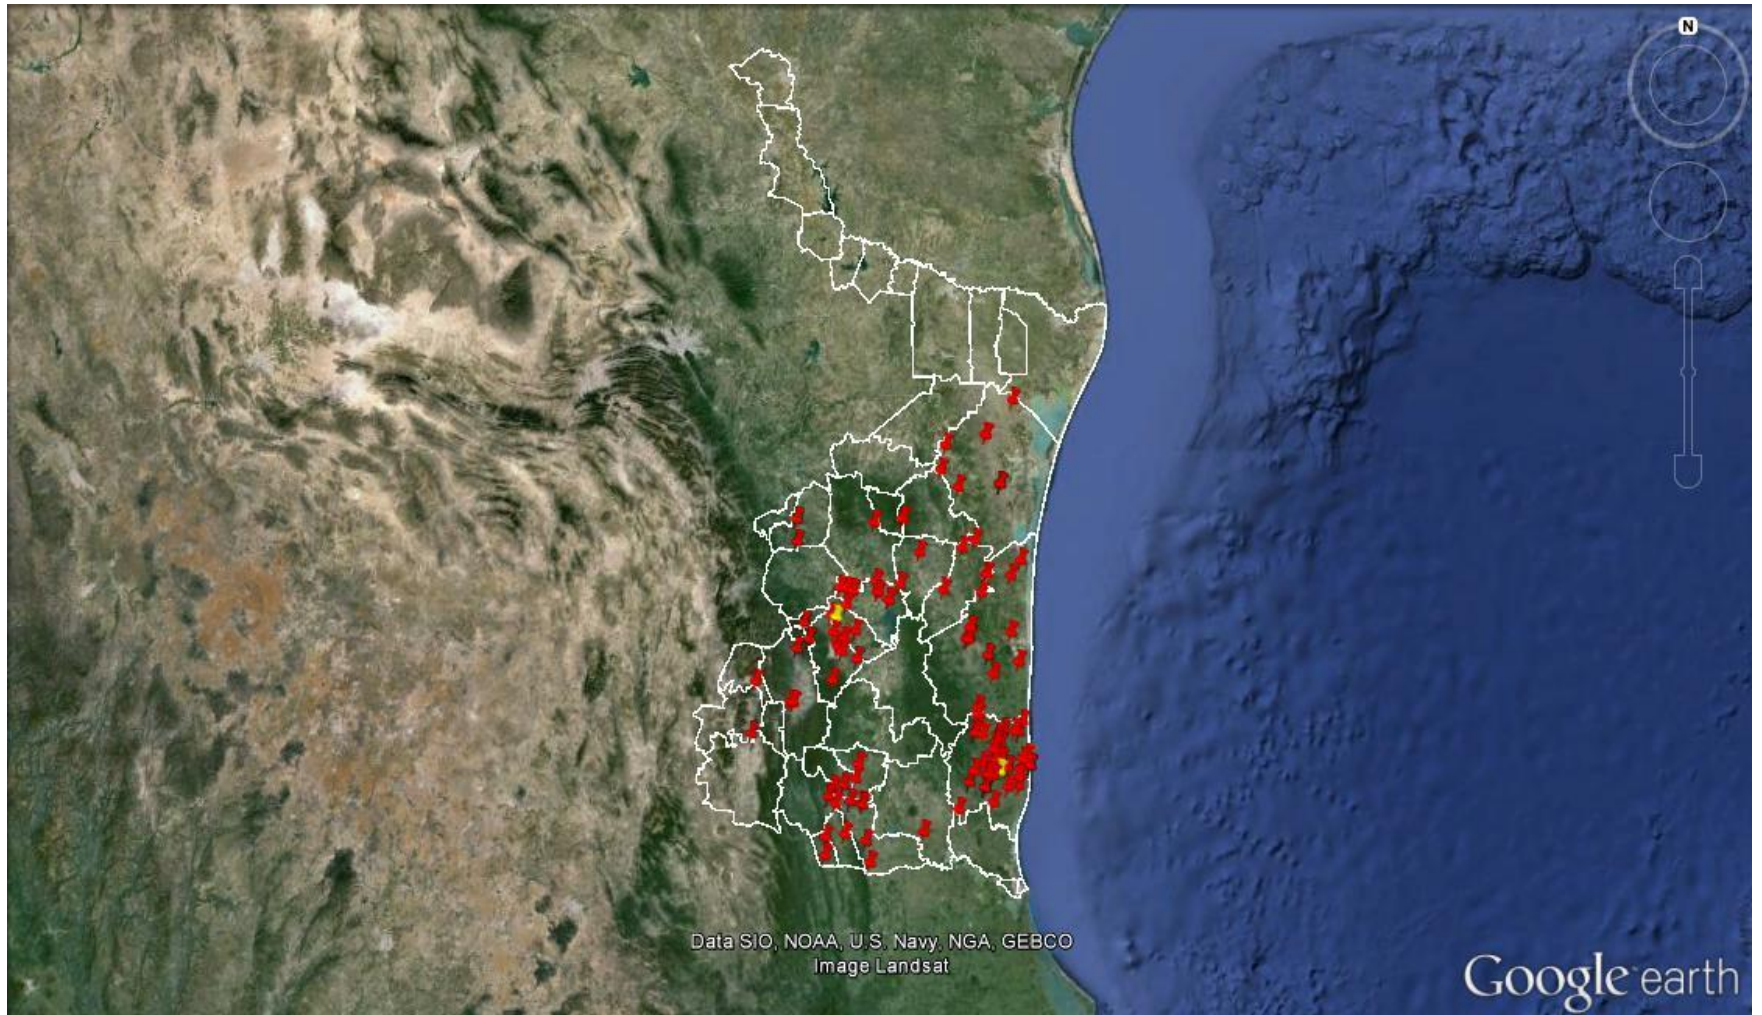 N
Data SIO, NOAA, U.S. Navy, NGA, GEBCO
Image Landsat
Google earth